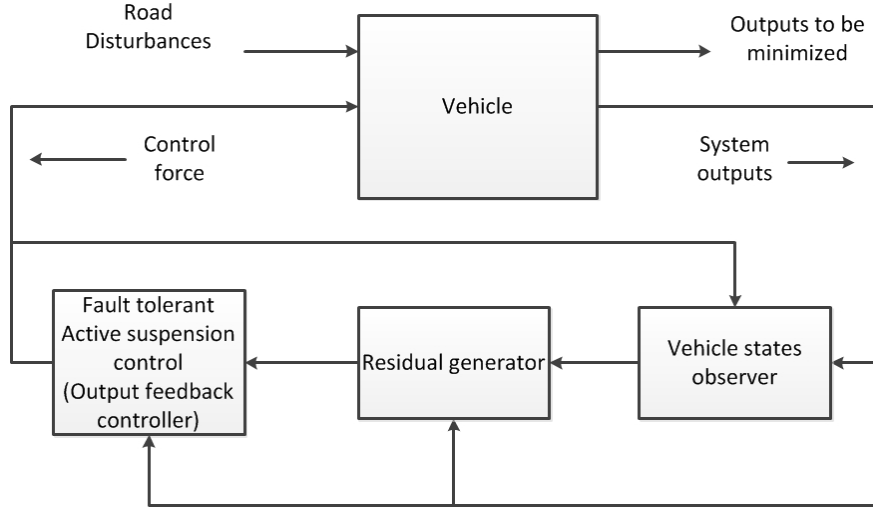 Road
Disturbances
Outputs to be
minimized
Vehicle
Control
force
System
outputs
Fault tolerant
Active suspension
control
(Output feedback
controller)
Residual generator
Vehicle states
observer